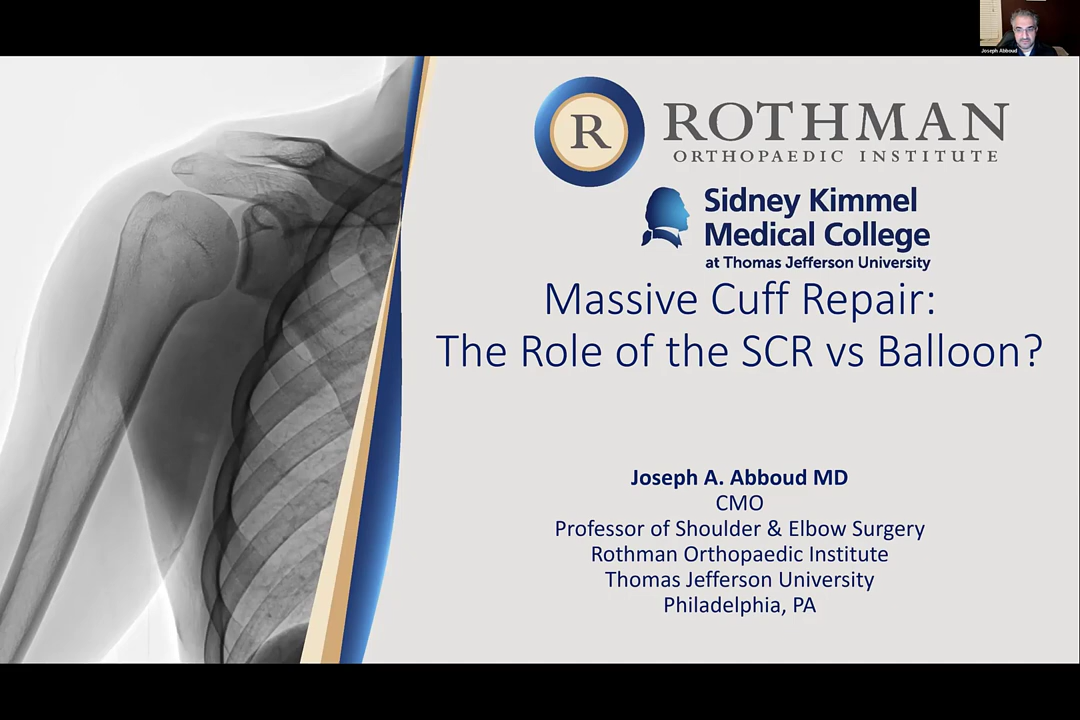 Joseph Abboud
R
ROTHMAN
ORTHOPAEDIC INSTITUTE
Sidney Kimmel
Medical College
at Thomas Jefferson University
Massive Cuff Repair:
The Role of the SCR vs Balloon?
Joseph A. Abboud MD
CMO
Professor of Shoulder & Elbow Surgery
Rothman Orthopaedic Institute
Thomas Jefferson University
Philadelphia, PA